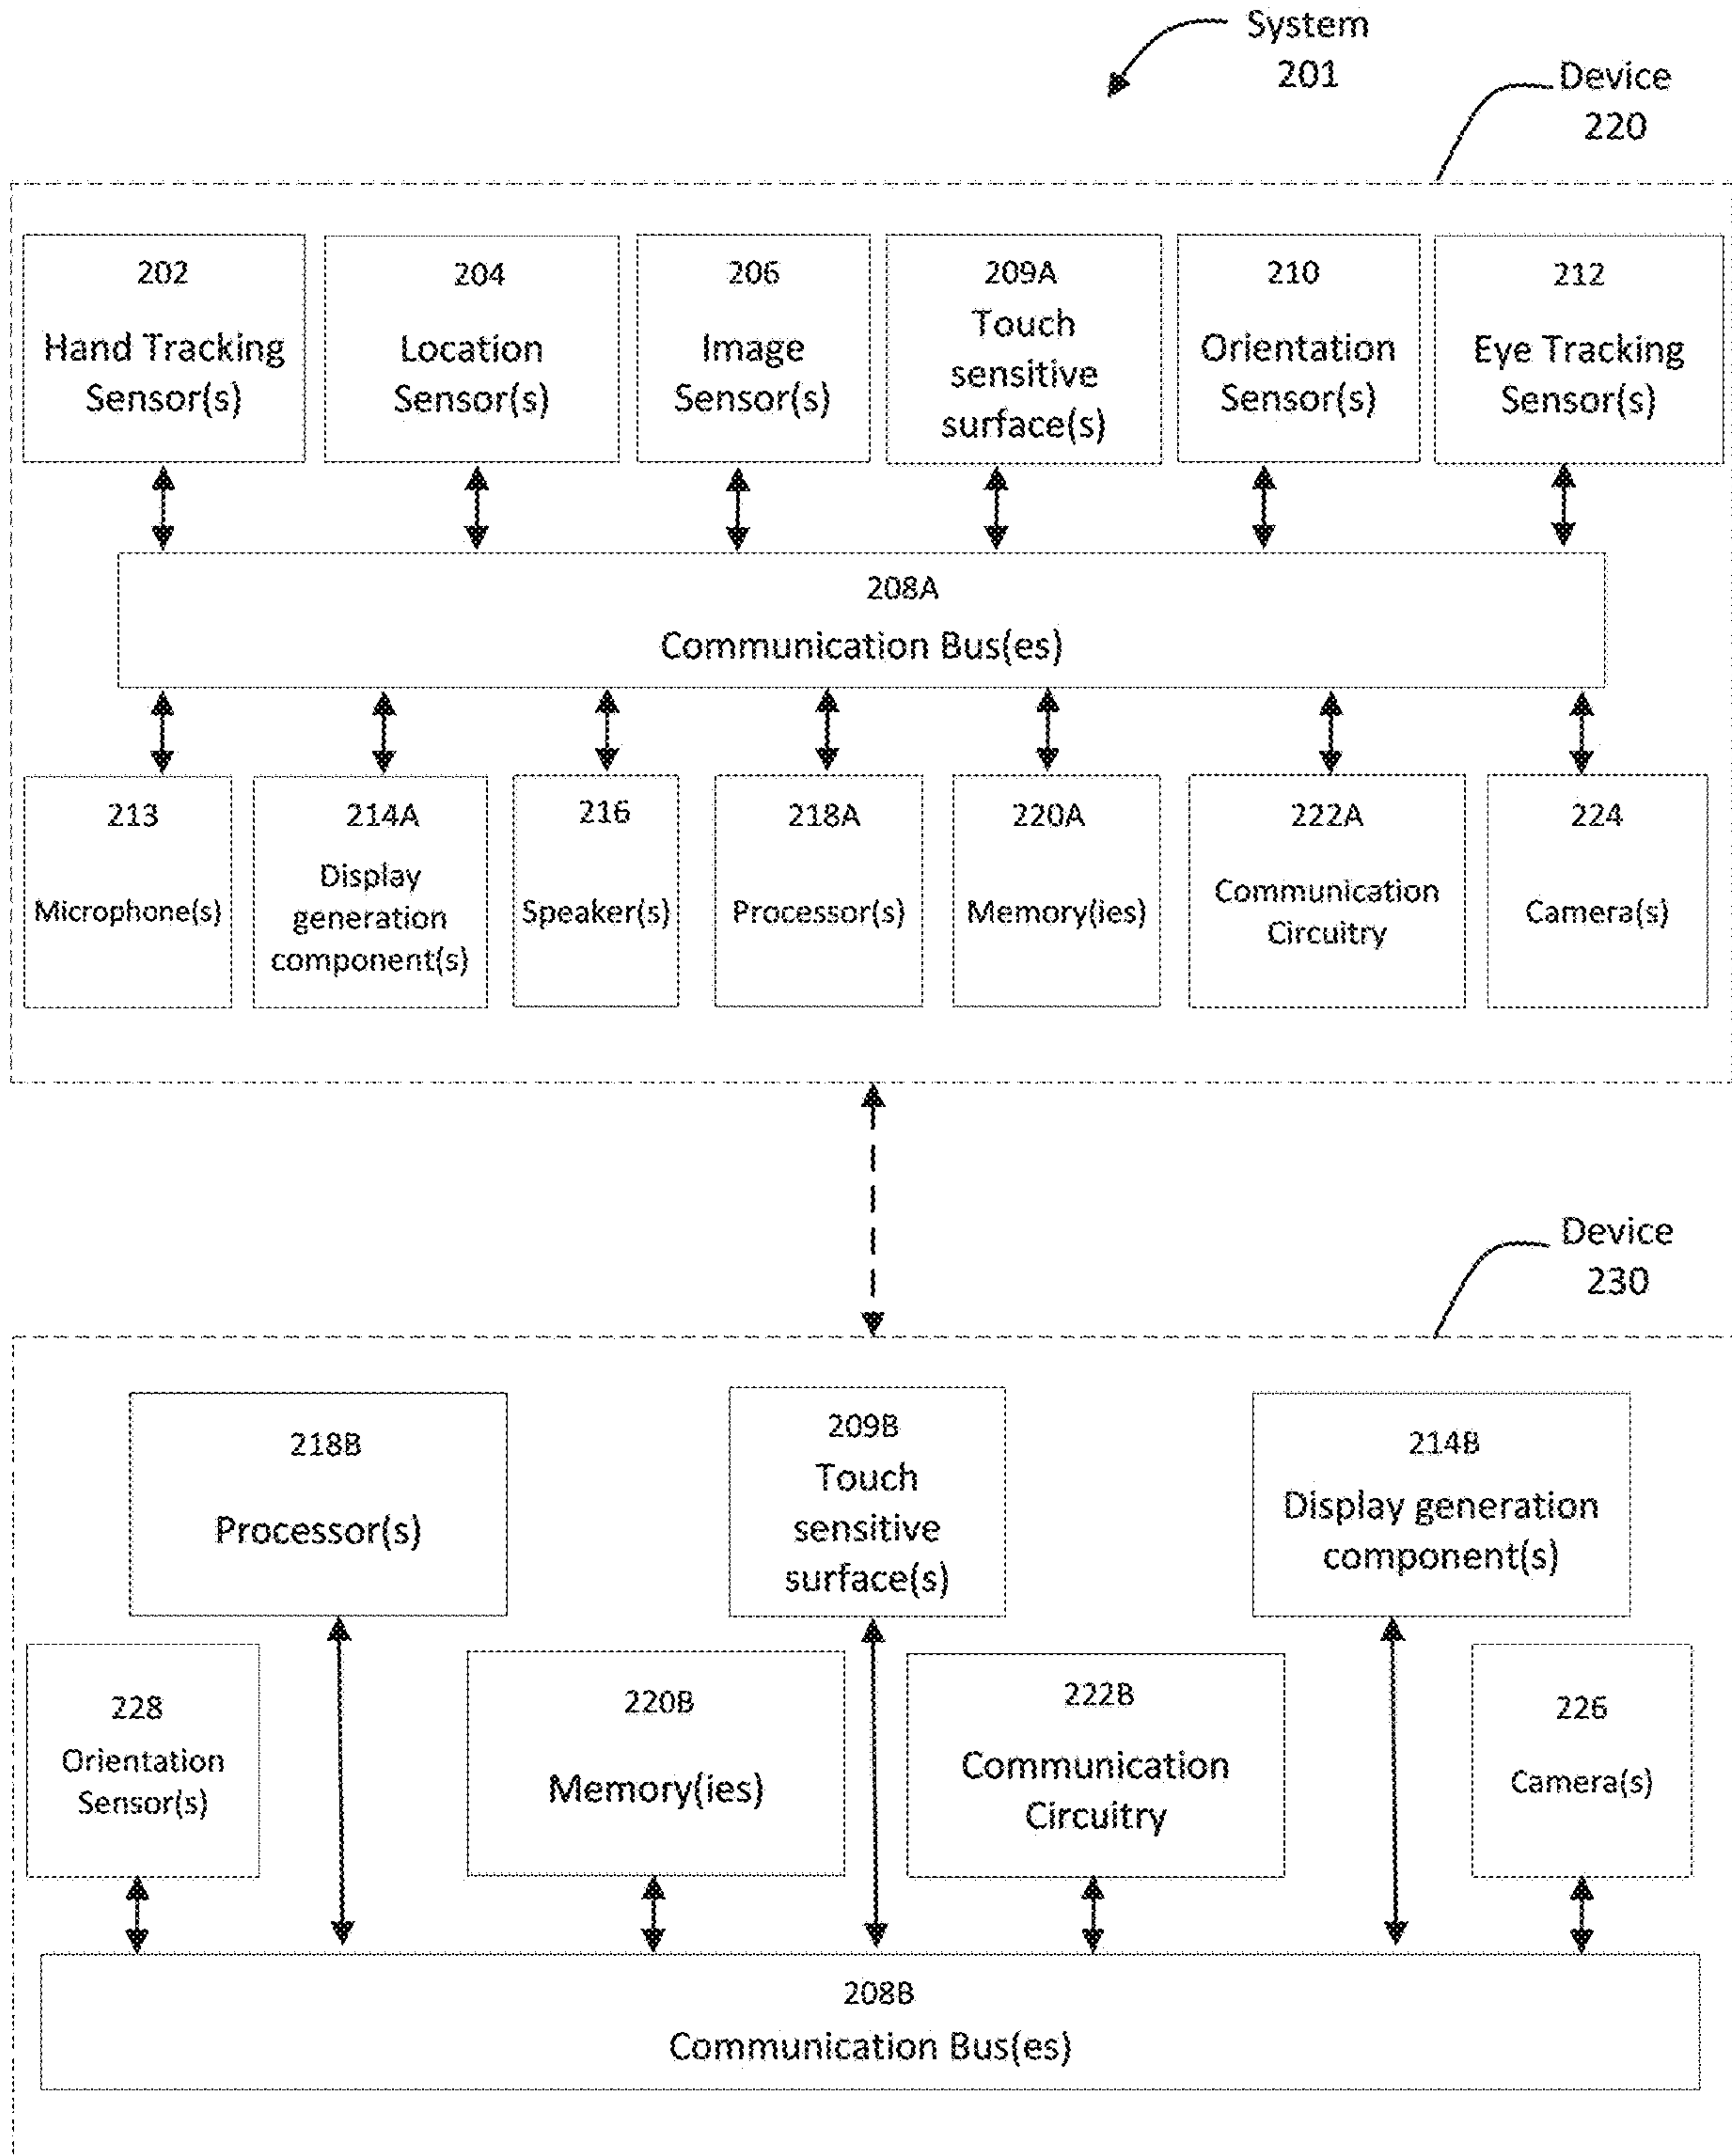 System
201
Device
220
202
Hand Tracking
Sensor(s)
204
Location
Sensor(s)
206
Image
Sensor(s)
209A
Touch
sensitive
surface(s)
210
Orientation
Sensor(s)
212
Eye Tracking
Sensor(s)
208A
Communication Bus(es)
213
Microphone(s)
214A
Display
generation
component(s)
216
Speaker(s)
218A
Processor(s)
220A
Memory(ies)
222A
Communication
Circuitry
224
Camera(s)
Device
230
218B
Processor(s)
209B
Touch
sensitive
surface(s)
214B
Display generation
component(s)
228
Orientation
Sensor(s)
220B
Memory(ies)
222B
Communication
Circuitry
226
Camera(s)
208B
Communication Bus(es)